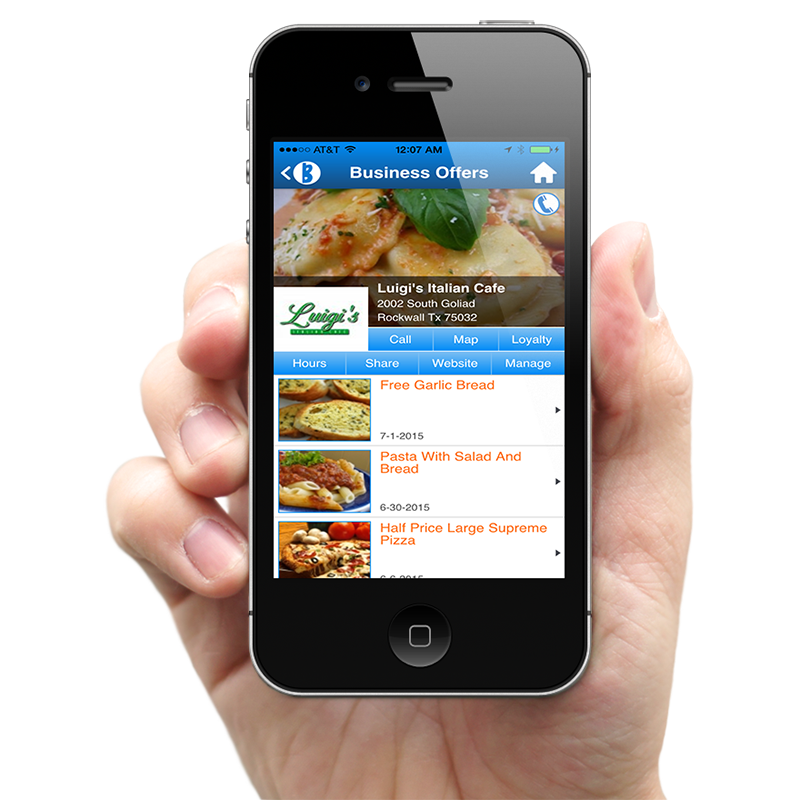 AT&T 12:07 AM
Business Offers
Luigi's Italian Cafe
2002 South Goliad
Rockwall Tx 75032
Luigi's
ITALIAN CAFE
Call Map Loyalty
Hours Share Website Manage
Free Garlic Bread
7-1-2015
Pasta With Salad And
Bread
6-30-2015
Half Price Large Supreme
Pizza